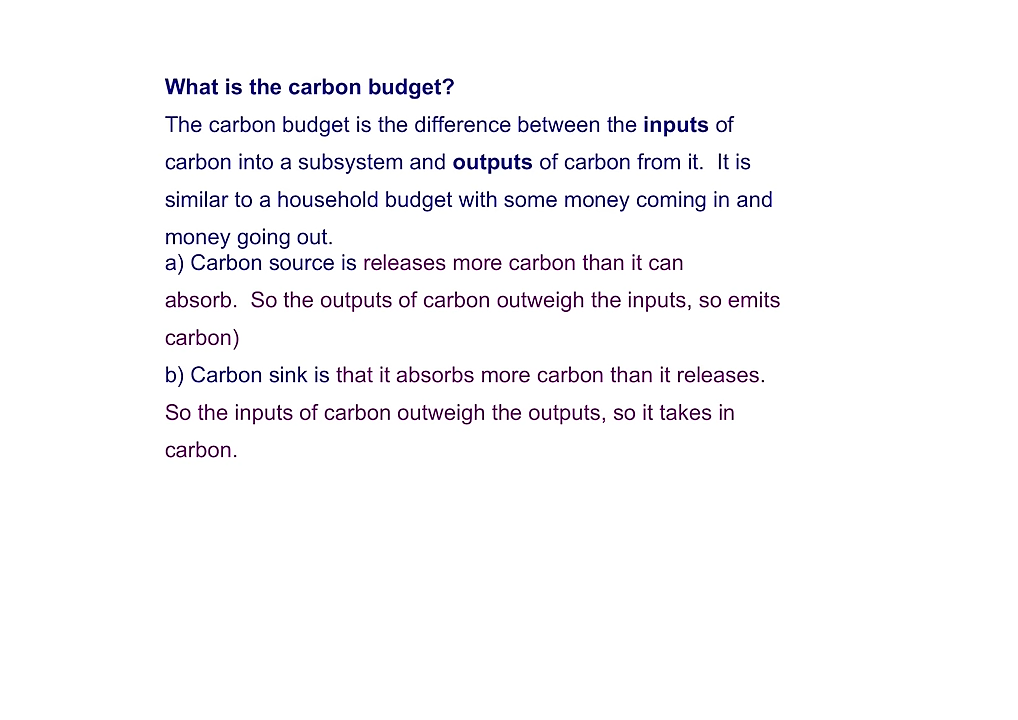 What is the carbon budget?
The carbon budget is the difference between the inputs of
carbon into a subsystem and outputs of carbon from it.  It is
similar to a household budget with some money coming in and
money going out.
a) Carbon source is releases more carbon than it can
absorb.  So the outputs of carbon outweigh the inputs, so emits
carbon)
b) Carbon sink is that it absorbs more carbon than it releases.
So the inputs of carbon outweigh the outputs, so it takes in
carbon.